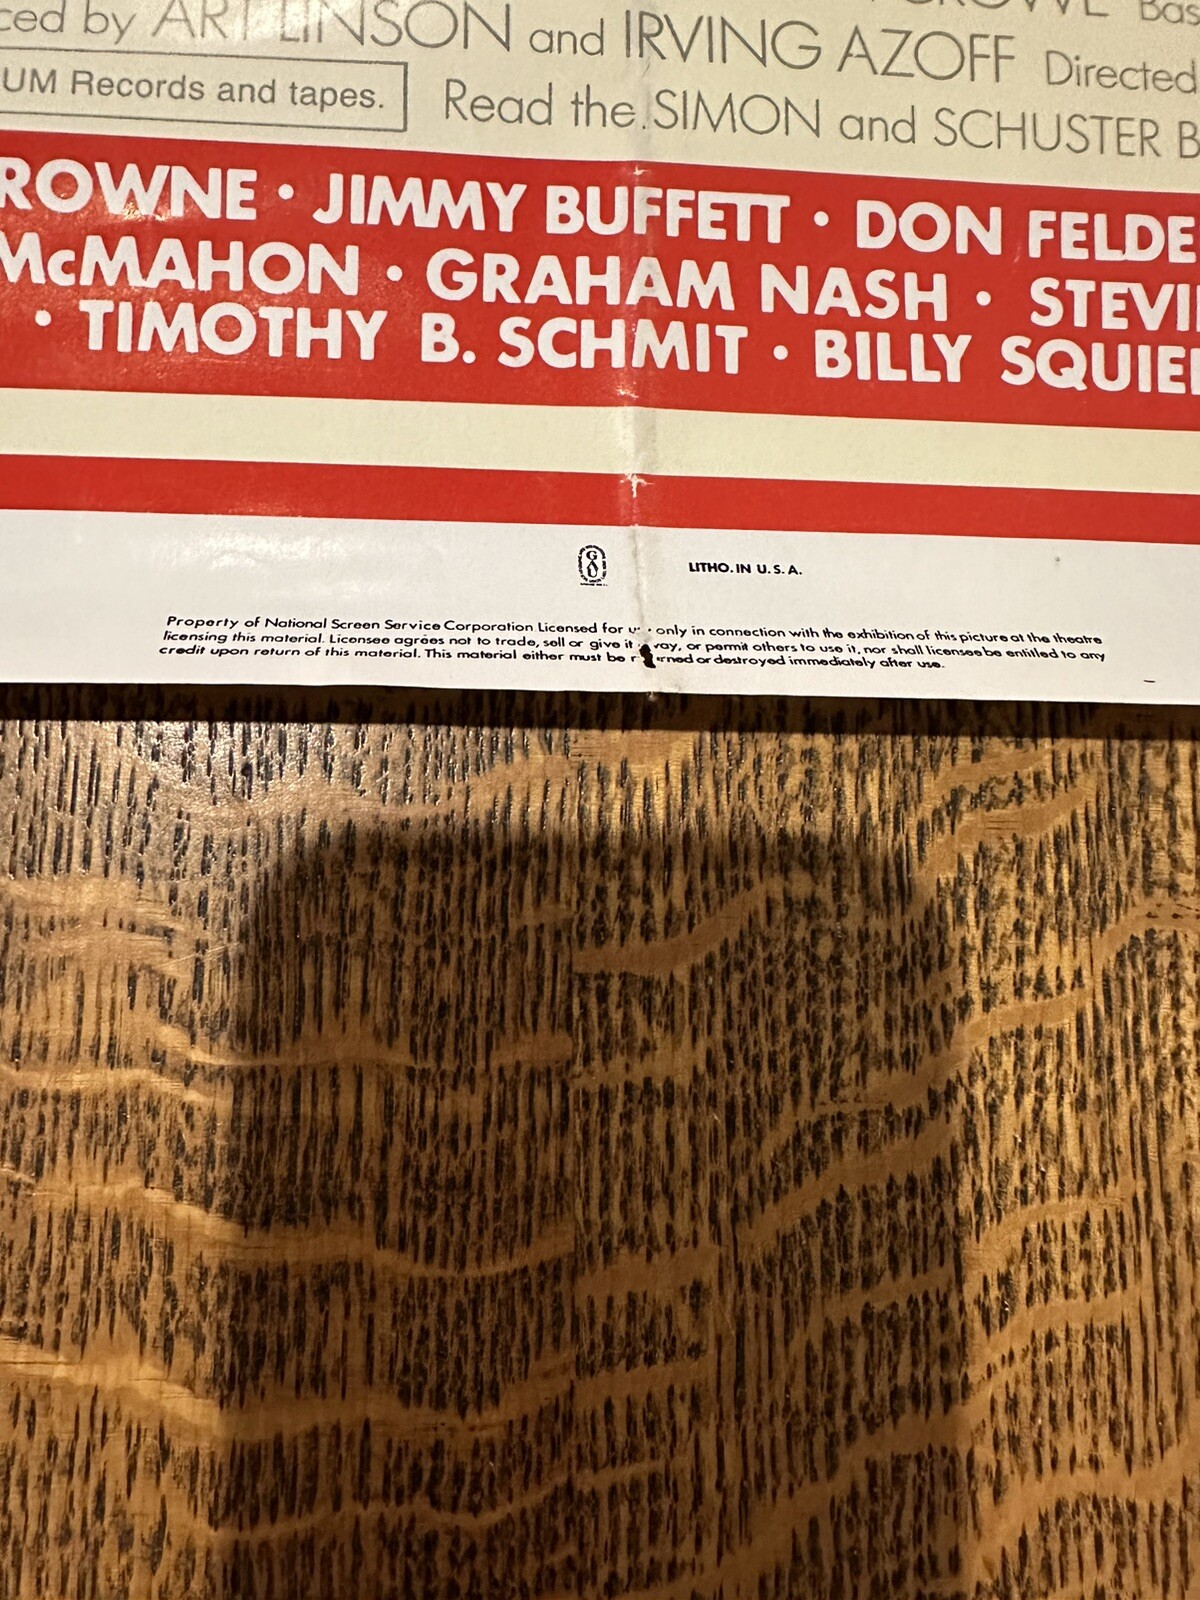 ced by ART LINSON and IRVING AZOFF Directed
UM Records and tapes.
Read the SIMON and SCHUSTER B
ROWNE • JIMMY BUFFETT • DON FELDE
McMAHON • GRAHAM NASH • STEVI
• TIMOTHY B. SCHMIT • BILLY SQUIE
LITHO. IN U.S.A.
Property of National Screen Service Corporation Licensed for u only in connection with the exhibition of this picture at the theatre
licensing this material. Licensee agrees not to trade, sell or give it way, or permit others to use it, nor shall licensee be entitled to any
credit upon return of this material. This material either must be r erned or destroyed immediately after use.